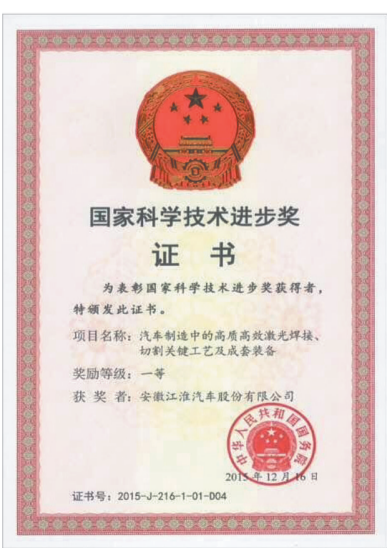 国家科学技术进步奖
证书
为表彰国家科学技术进步奖获得者，
特颁发此证书。
项目名称：汽车制造中的高质高效激光焊接、
切割关键工艺及成套装备
奖励等级：一等
获奖者：安徽江淮汽车股份有限公司
中华人民共和国国务院
2015年12月16日
证书号：2015-J-216-1-01-D04